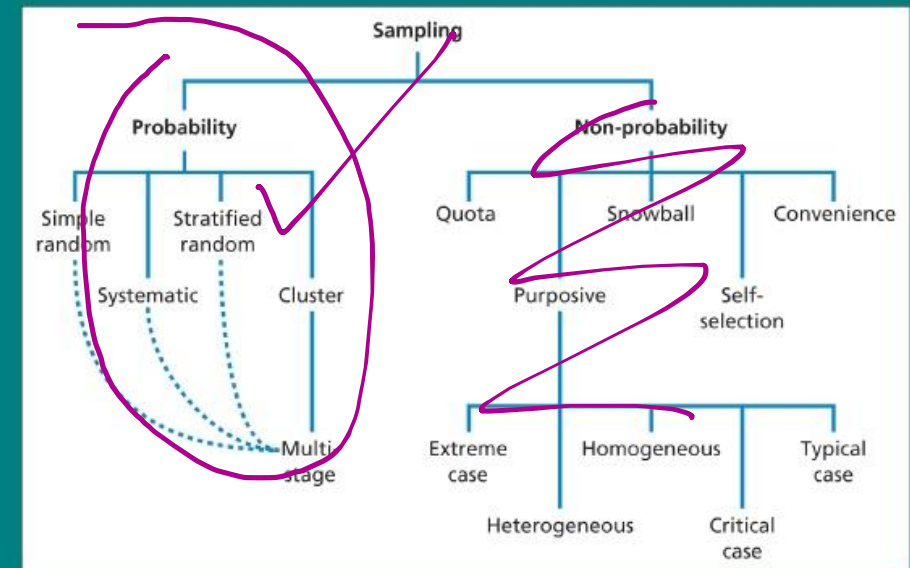 Sampling
Probability
Non-probability
Simple
random
Stratified
random
Quota
Snowball
Convenience
Systematic
Cluster
Purposive
Self-
selection
Multi-
stage
Extreme
case
Homogeneous
Typical
case
Heterogeneous
Critical
case